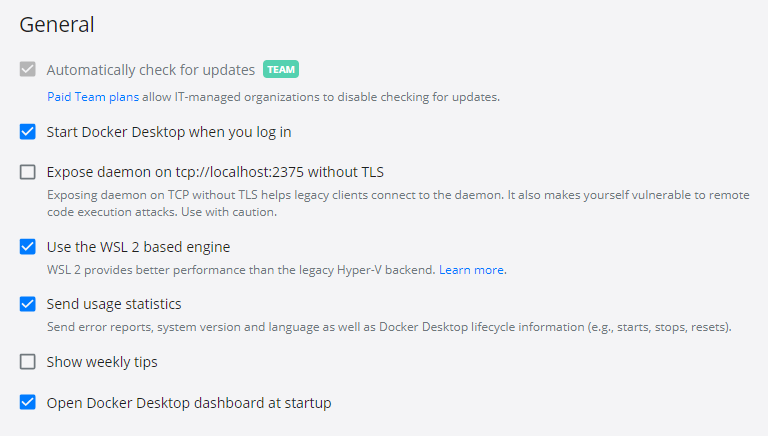 General
Automatically check for updates TEAM
Paid Team plans allow IT-managed organizations to disable checking for updates.
Start Docker Desktop when you log in
Expose daemon on tcp://localhost:2375 without TLS
Exposing daemon on TCP without TLS helps legacy clients connect to the daemon. It also makes yourself vulnerable to remote
code execution attacks. Use with caution.
Use the WSL 2 based engine
WSL 2 provides better performance than the legacy Hyper-V backend. Learn more.
Send usage statistics
Send error reports, system version and language as well as Docker Desktop lifecycle information (e.g., starts, stops, resets).
Show weekly tips
Open Docker Desktop dashboard at startup